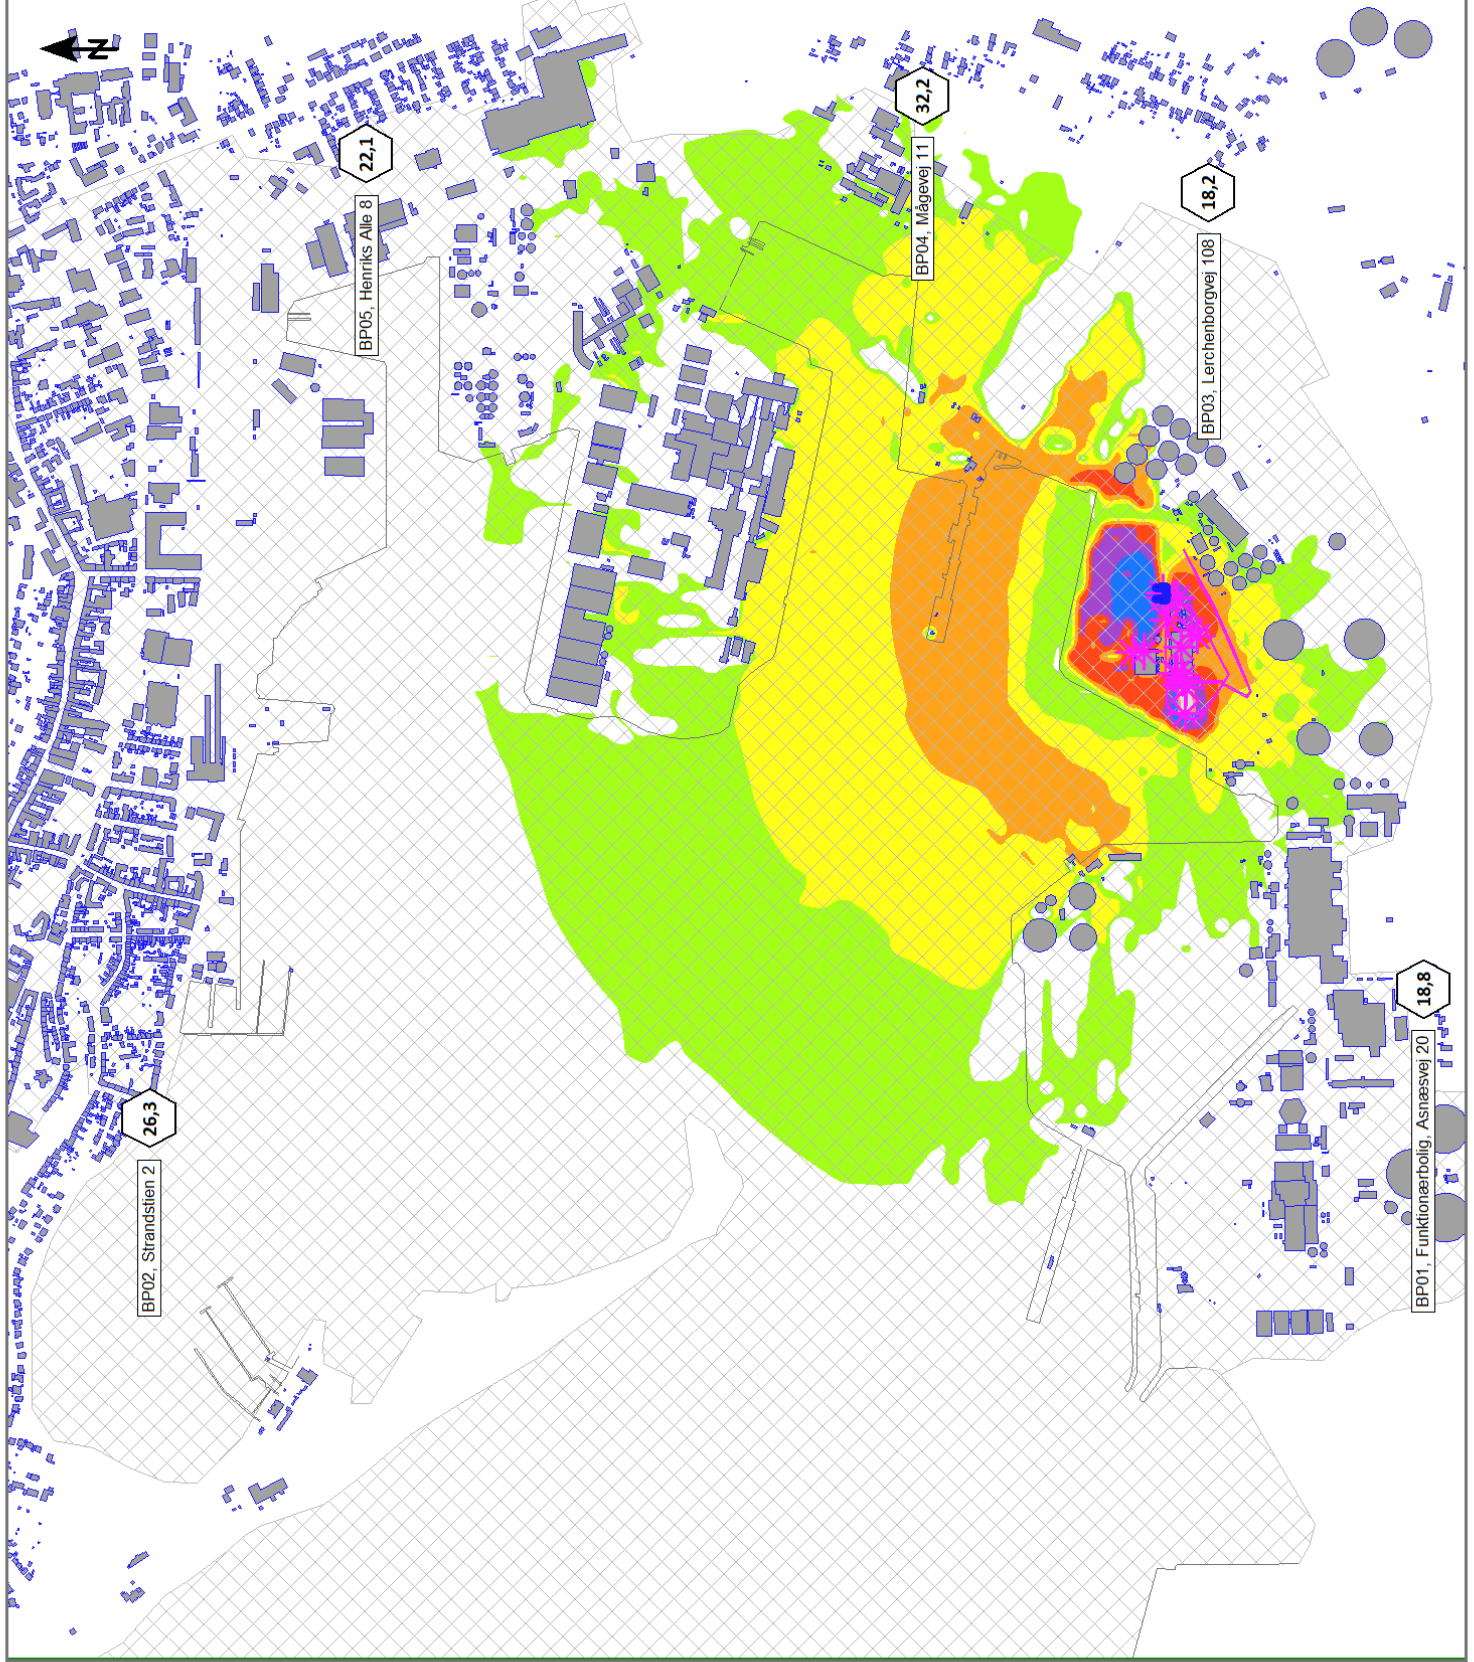 N
22,1
BP05, Henriks Alle 8
32,2
BP04, Mågevej 11
18,2
BP03, Lerchenborgvej 108
26,3
BP02, Strandstien 2
18,8
BP01, Funktionærbolig, Asnæsvej 20